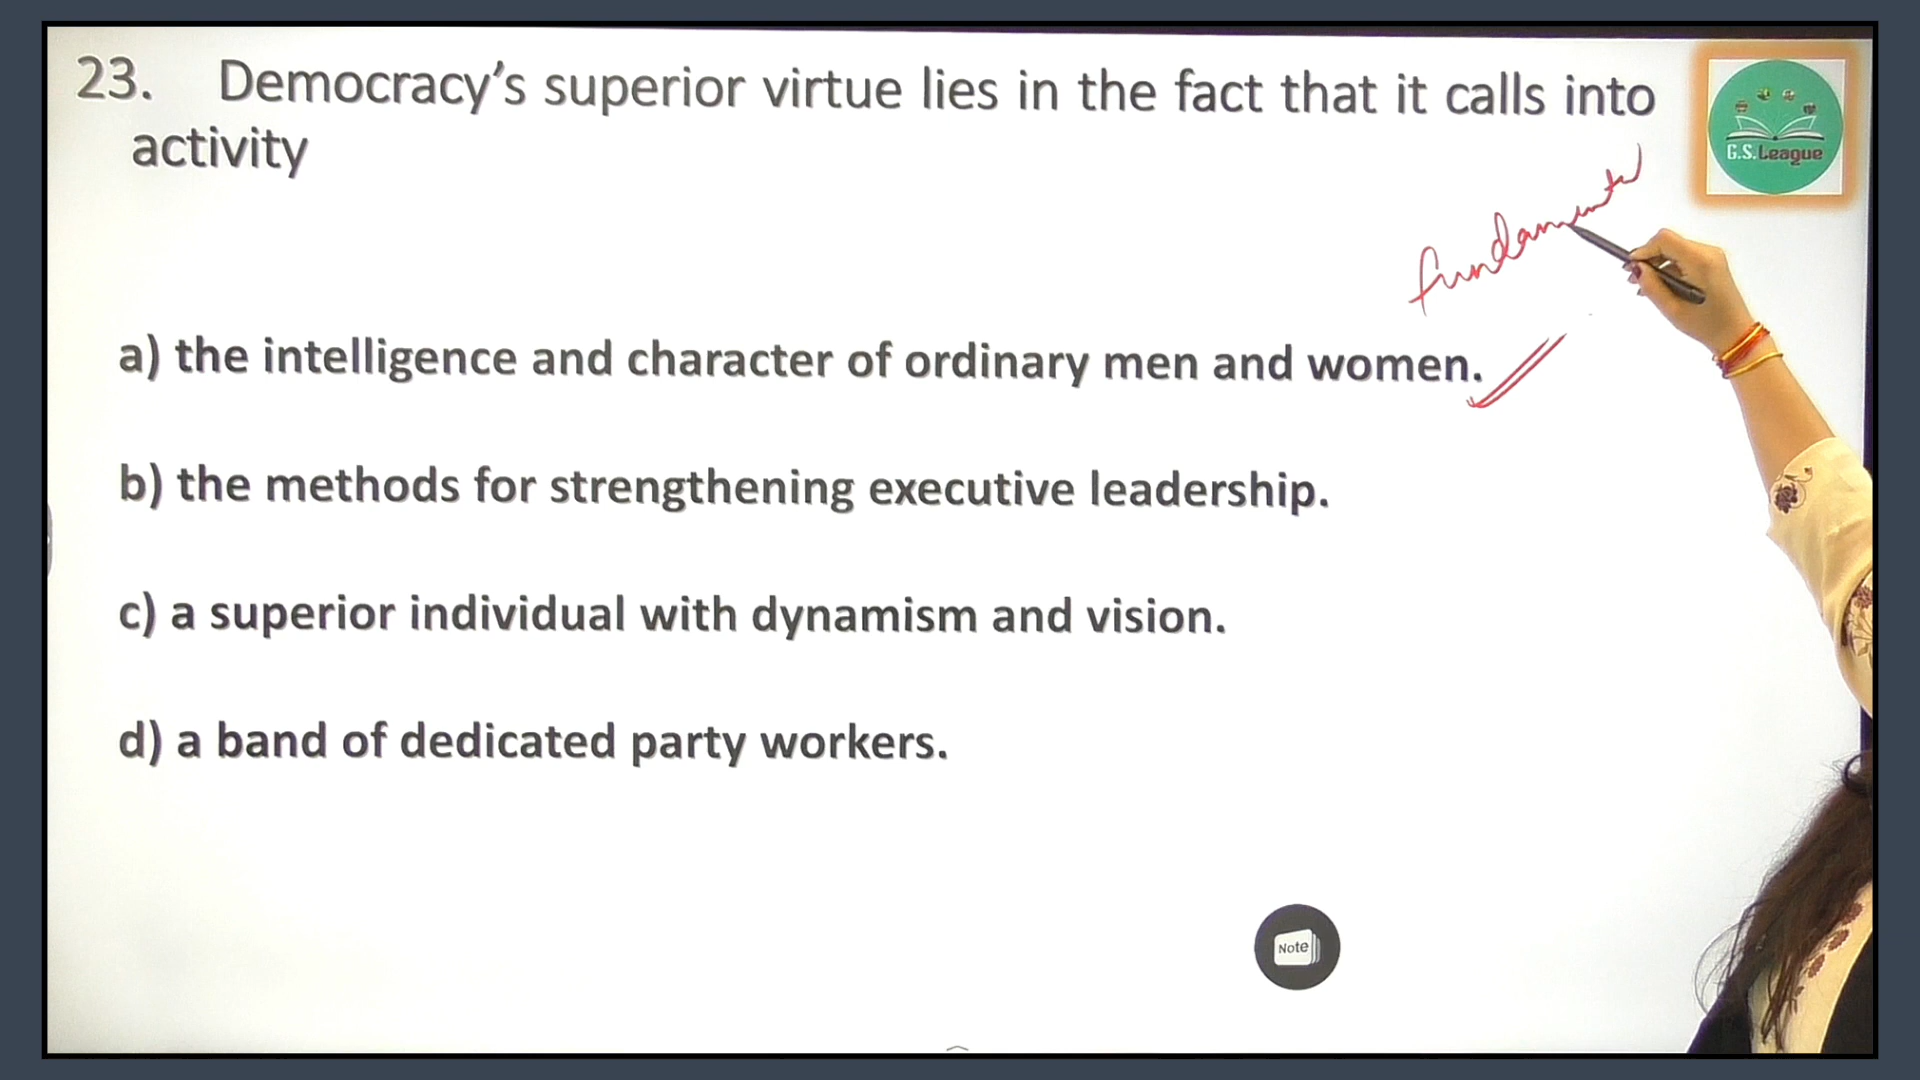 23. Democracy's superior virtue lies in the fact that it calls into
activity
G.S.League
fundamental
a) the intelligence and character of ordinary men and women.
b) the methods for strengthening executive leadership.
c) a superior individual with dynamism and vision.
d) a band of dedicated party workers.
Note